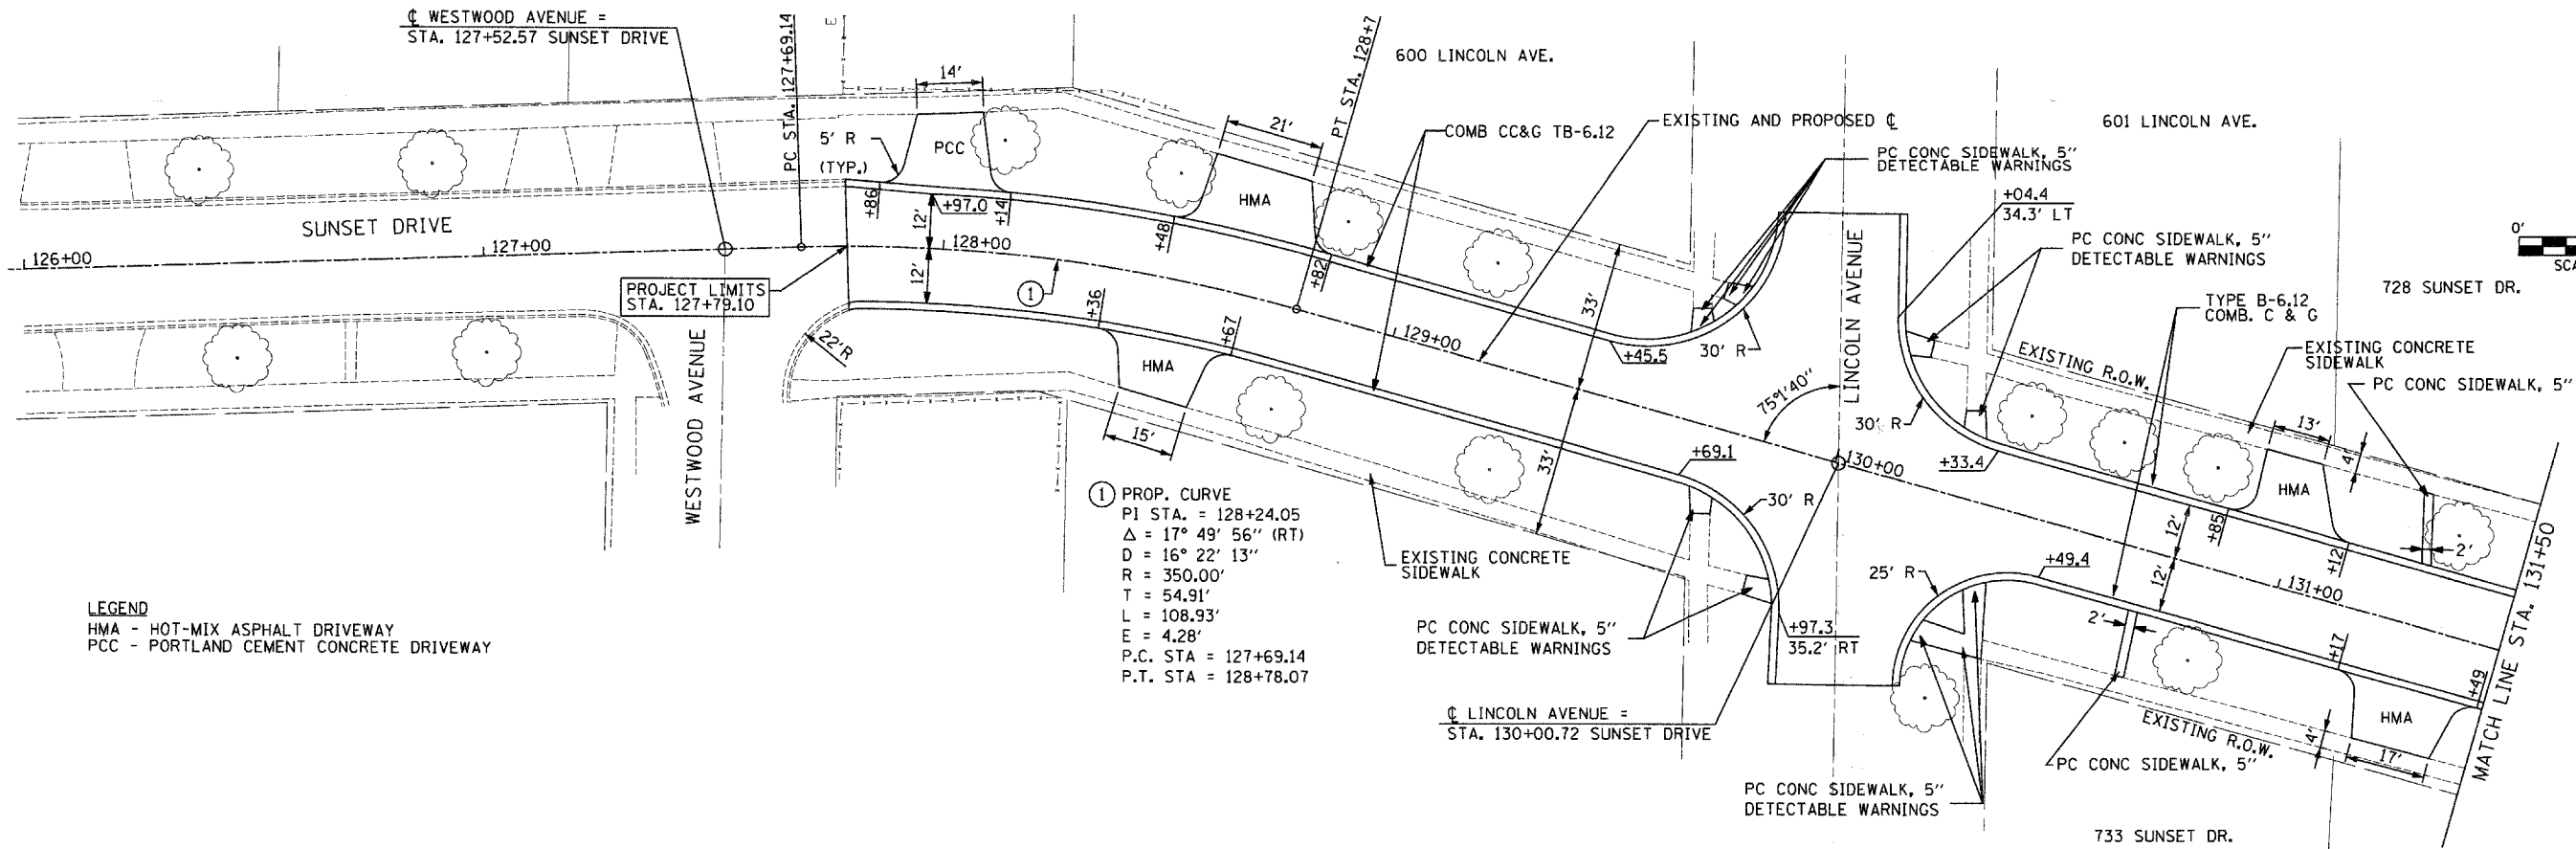 ℄ WESTWOOD AVENUE =
STA. 127+52.57 SUNSET DRIVE
PC STA. 127+69.14
14'
5' R
(TYP.)
PCC
600 LINCOLN AVE.
PT STA. 128+7
21'
COMB CC&G TB-6.12
EXISTING AND PROPOSED ℄
601 LINCOLN AVE.
PC CONC SIDEWALK, 5"
DETECTABLE WARNINGS
+04.4
34.3' LT
PC CONC SIDEWALK, 5"
DETECTABLE WARNINGS
0'
SCA
728 SUNSET DR.
TYPE B-6.12
COMB. C & G
EXISTING R.O.W.
EXISTING CONCRETE
SIDEWALK
PC CONC SIDEWALK, 5"
SUNSET DRIVE
126+00
127+00
128+00
129+00
130+00
131+00
+86
12'
+97.0
+14
+48
HMA
+82
12'
PROJECT LIMITS
STA. 127+79.10
1
33'
+45.5
30' R
LINCOLN AVENUE
75°1'40"
30' R
+33.4
13'
4'
HMA
22'R
+36
+67
HMA
15'
WESTWOOD AVENUE
33'
+69.1
30' R
12'
+85
+12
2'
12'
+49.4
25' R
2'
+17
+49
MATCH LINE STA. 131+50
1 PROP. CURVE
PI STA. = 128+24.05
Δ = 17° 49' 56" (RT)
D = 16° 22' 13"
R = 350.00'
T = 54.91'
L = 108.93'
E = 4.28'
P.C. STA = 127+69.14
P.T. STA = 128+78.07
EXISTING CONCRETE
SIDEWALK
PC CONC SIDEWALK, 5"
DETECTABLE WARNINGS
+97.3
35.2' RT
℄ LINCOLN AVENUE =
STA. 130+00.72 SUNSET DRIVE
PC CONC SIDEWALK, 5"
DETECTABLE WARNINGS
PC CONC SIDEWALK, 5"
EXISTING R.O.W.
4'
HMA
17'
733 SUNSET DR.
LEGEND
HMA - HOT-MIX ASPHALT DRIVEWAY
PCC - PORTLAND CEMENT CONCRETE DRIVEWAY